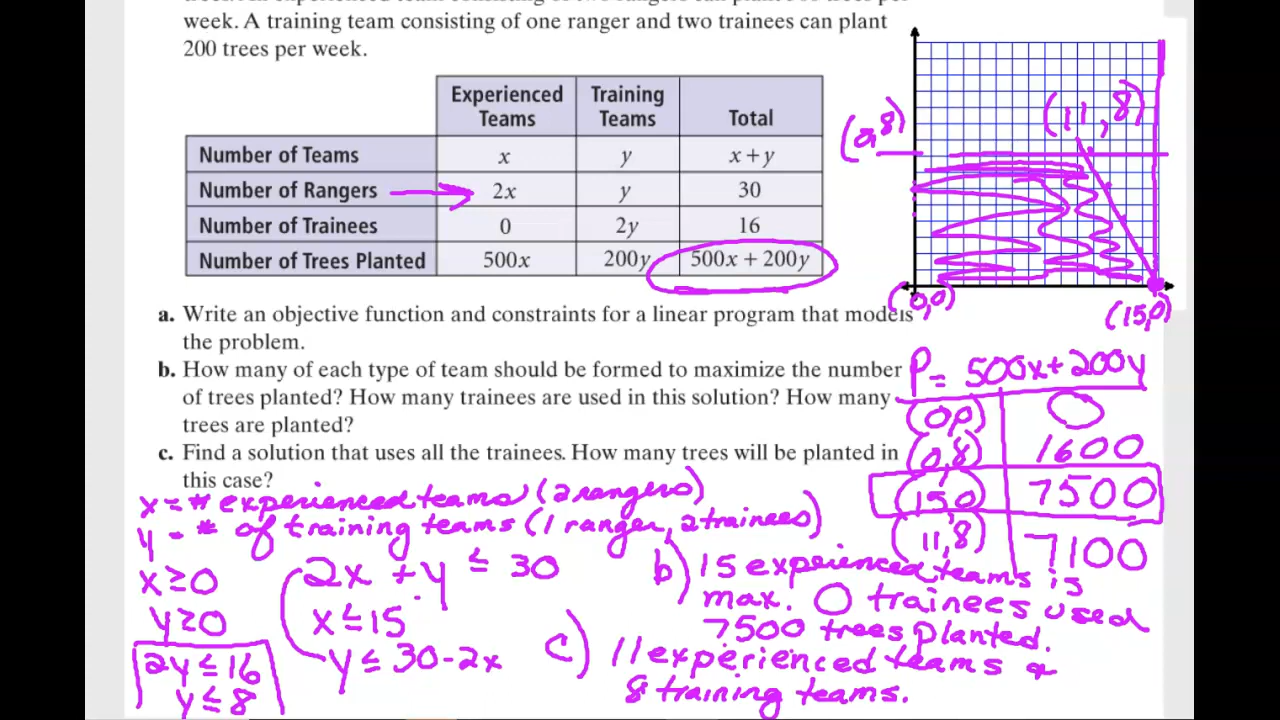 week. A training team consisting of one ranger and two trainees can plant
200 trees per week.
Experienced Teams Training Teams Total
Number of Teams x y x + y
Number of Rangers 2x y 30
Number of Trainees 0 2y 16
Number of Trees Planted 500x 200y 500x + 200y
(0,8)
(11,8)
(0,0)
(15,0)
a. Write an objective function and constraints for a linear program that models
the problem.
b. How many of each type of team should be formed to maximize the number
of trees planted? How many trainees are used in this solution? How many
trees are planted?
c. Find a solution that uses all the trainees. How many trees will be planted in
this case?
P = 500x + 200y
(0,0) 0
(0,8) 1600
(15,0) 7500
(11,8) 7100
x = # experienced teams (2 rangers)
y = # of training teams (1 ranger, 2 trainees)
x ≥ 0
y ≥ 0
2y ≤ 16
y ≤ 8
2x + y ≤ 30
x ≤ 15
y ≤ 30 - 2x
b) 15 experienced teams is
max. 0 trainees used
7500 trees planted.
c) 11 experienced teams &
8 training teams.